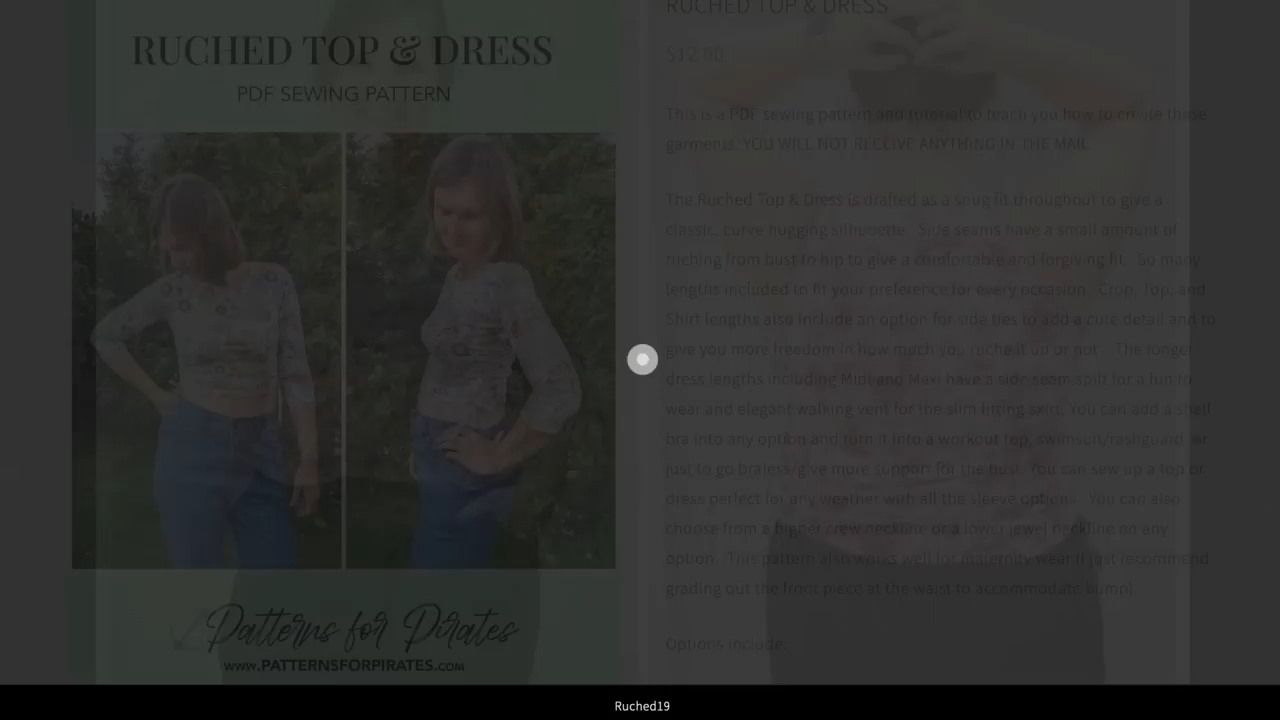 RUCHED TOP & DRESS
PDF SEWING PATTERN
Patterns for Pirates
www.PATTERNSFORPIRATES.com
RUCHED TOP & DRESS
$12.00
This is a PDF sewing pattern and tutorial to teach you how to create these
garments. YOU WILL NOT RECEIVE ANYTHING IN THE MAIL.
The Ruched Top & Dress is drafted as a snug fit throughout to give a
classic, curve hugging silhouette. Side seams have a small amount of
ruching from bust to hip to give a comfortable and forgiving fit. So many
lengths included to fit your preference for every occasion. Crop, Top, and
Shirt lengths also include an option for side ties to add a cute detail and to
give you more freedom in how much you ruche it up or not. The longer
dress lengths including Midi and Maxi have a side seam split for a fun to
wear and elegant walking vent for the slim fitting skirt. You can add a shelf
bra into any option and turn it into a workout top, swimsuit/rashguard or
just to go braless/give more support for the bust. You can sew up a top or
dress perfect for any weather with all the sleeve options. You can also
choose from a higher crew neckline or a lower jewel neckline on any
option. This pattern also works well for maternity wear (I just recommend
grading out the front piece at the waist to accommodate bump)
Options include:
Ruched19